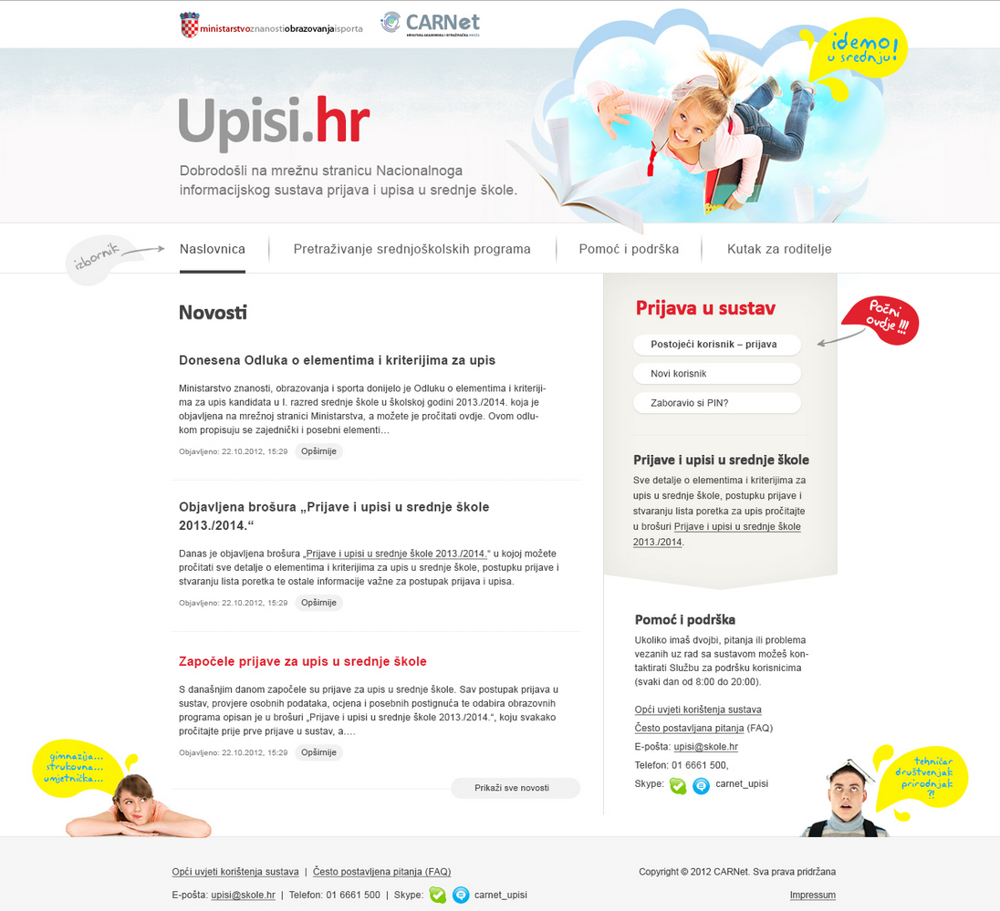 ministarstvoznanostiobrazovanjaisporta
CARNet
HRVATSKA AKADEMSKA I ISTRAŽIVAČKA MREŽA
idemo!
u srednju!
Upisi.hr
Dobrodošli na mrežnu stranicu Nacionalnoga
informacijskog sustava prijava i upisa u srednje škole.
izbornik
Naslovnica
Pretraživanje srednjoškolskih programa
Pomoć i podrška
Kutak za roditelje
Novosti
Donesena Odluka o elementima i kriterijima za upis
Ministarstvo znanosti, obrazovanja i sporta donijelo je Odluku o elementima i kriteriji-
ma za upis kandidata u I. razred srednje škole u školskoj godini 2013./2014. koja je
objavljena na mrežnoj stranici Ministarstva, a možete je pročitati ovdje. Ovom odlu-
kom propisuju se zajednički i posebni elementi…
Objavljeno: 22.10.2012, 15:29 Opširnije
Objavljena brošura „Prijave i upisi u srednje škole
2013./2014.“
Danas je objavljena brošura „Prijave i upisi u srednje škole 2013./2014.“ u kojoj možete
pročitati sve detalje o elementima i kriterijima za upis u srednje škole, postupku prijave i
stvaranju lista poretka te ostale informacije važne za postupak prijava i upisa.
Objavljeno: 22.10.2012, 15:29 Opširnije
Započele prijave za upis u srednje škole
S današnjim danom započele su prijave za upis u srednje škole. Sav postupak prijava u
sustav, provjere osobnih podataka, ocjena i posebnih postignuća te odabira obrazovnih
programa opisan je u brošuri „Prijave i upisi u srednje škole 2013./2014.“, koju svakako
pročitajte prije prve prijave u sustav, a….
Objavljeno: 22.10.2012, 15:29 Opširnije
Prikaži sve novosti
gimnazija...
strukovna...
umjetnička...
Prijava u sustav
Počni
ovdje !!!
Postojeći korisnik – prijava
Novi korisnik
Zaboravio si PIN?
Prijave i upisi u srednje škole
Sve detalje o elementima i kriterijima za
upis u srednje škole, postupku prijave i
stvaranju lista poretka za upis pročitajte
u brošuri Prijave i upisi u srednje škole
2013./2014.
Pomoć i podrška
Ukoliko imaš dvojbi, pitanja ili problema
vezanih uz rad sa sustavom možeš kon-
taktirati Službu za podršku korisnicima
(svaki dan od 8:00 do 20:00).
Opći uvjeti korištenja sustava
Često postavljana pitanja (FAQ)
E-pošta: upisi@skole.hr
Telefon: 01 6661 500,
Skype: carnet_upisi
tehničar
društvenjak
prirodnjak
?!
Opći uvjeti korištenja sustava | Često postavljena pitanja (FAQ)
E-pošta: upisi@skole.hr | Telefon: 01 6661 500 | Skype: carnet_upisi
Copyright © 2012 CARNet. Sva prava pridržana
Impressum